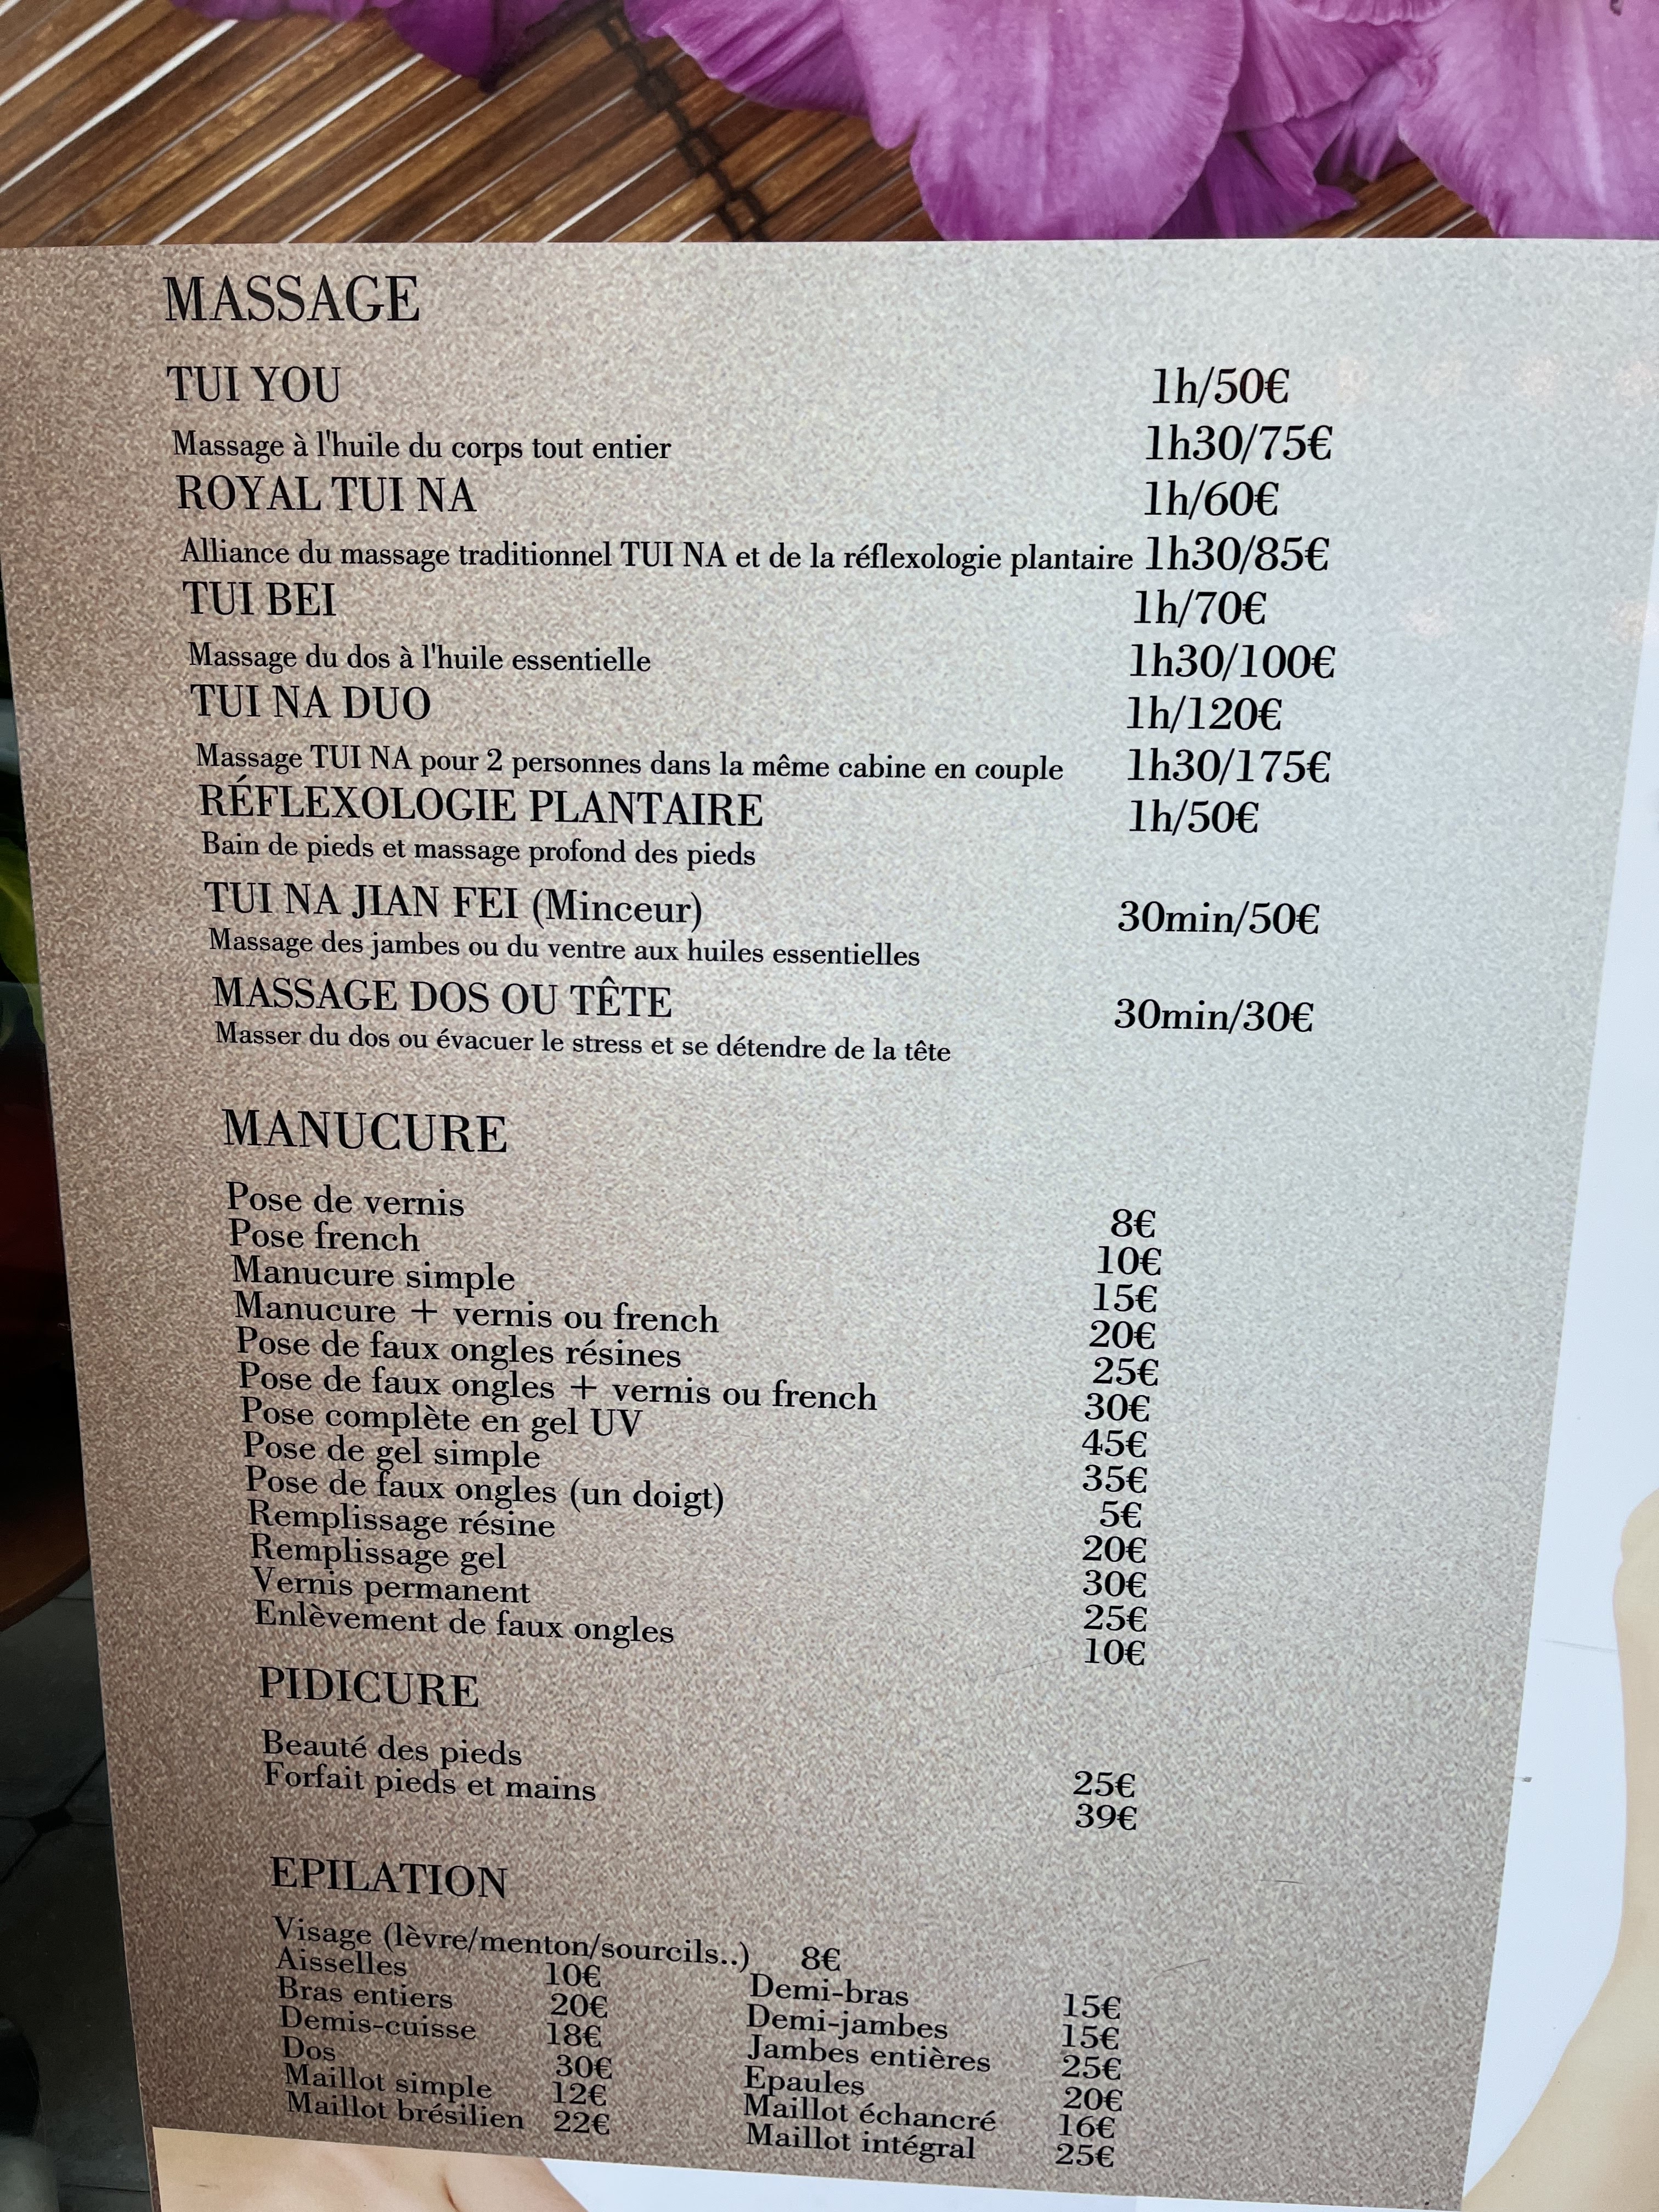 MASSAGE
TUI YOU 1h/50€
Massage à l'huile du corps tout entier 1h30/75€
ROYAL TUI NA 1h/60€
Alliance du massage traditionnel TUI NA et de la réflexologie plantaire 1h30/85€
TUI BEI 1h/70€
Massage du dos à l'huile essentielle 1h30/100€
TUI NA DUO 1h/120€
Massage TUI NA pour 2 personnes dans la même cabine en couple 1h30/175€
RÉFLEXOLOGIE PLANTAIRE 1h/50€
Bain de pieds et massage profond des pieds
TUI NA JIAN FEI (Minceur) 30min/50€
Massage des jambes ou du ventre aux huiles essentielles
MASSAGE DOS OU TÊTE 30min/30€
Masser du dos ou évacuer le stress et se détendre de la tête
MANUCURE
Pose de vernis 8€
Pose french 10€
Manucure simple 15€
Manucure + vernis ou french 20€
Pose de faux ongles résines 25€
Pose de faux ongles + vernis ou french 30€
Pose complète en gel UV 45€
Pose de gel simple 35€
Pose de faux ongles (un doigt) 5€
Remplissage résine 20€
Remplissage gel 30€
Vernis permanent 25€
Enlèvement de faux ongles 10€
PIDICURE
Beauté des pieds 25€
Forfait pieds et mains 39€
EPILATION
Visage (lèvre/menton/sourcils..) 8€
Aisselles 10€ Demi-bras 15€
Bras entiers 20€ Demi-jambes 15€
Demis-cuisse 18€ Jambes entières 25€
Dos 30€ Epaules 20€
Maillot simple 12€ Maillot échancré 16€
Maillot brésilien 22€ Maillot intégral 25€